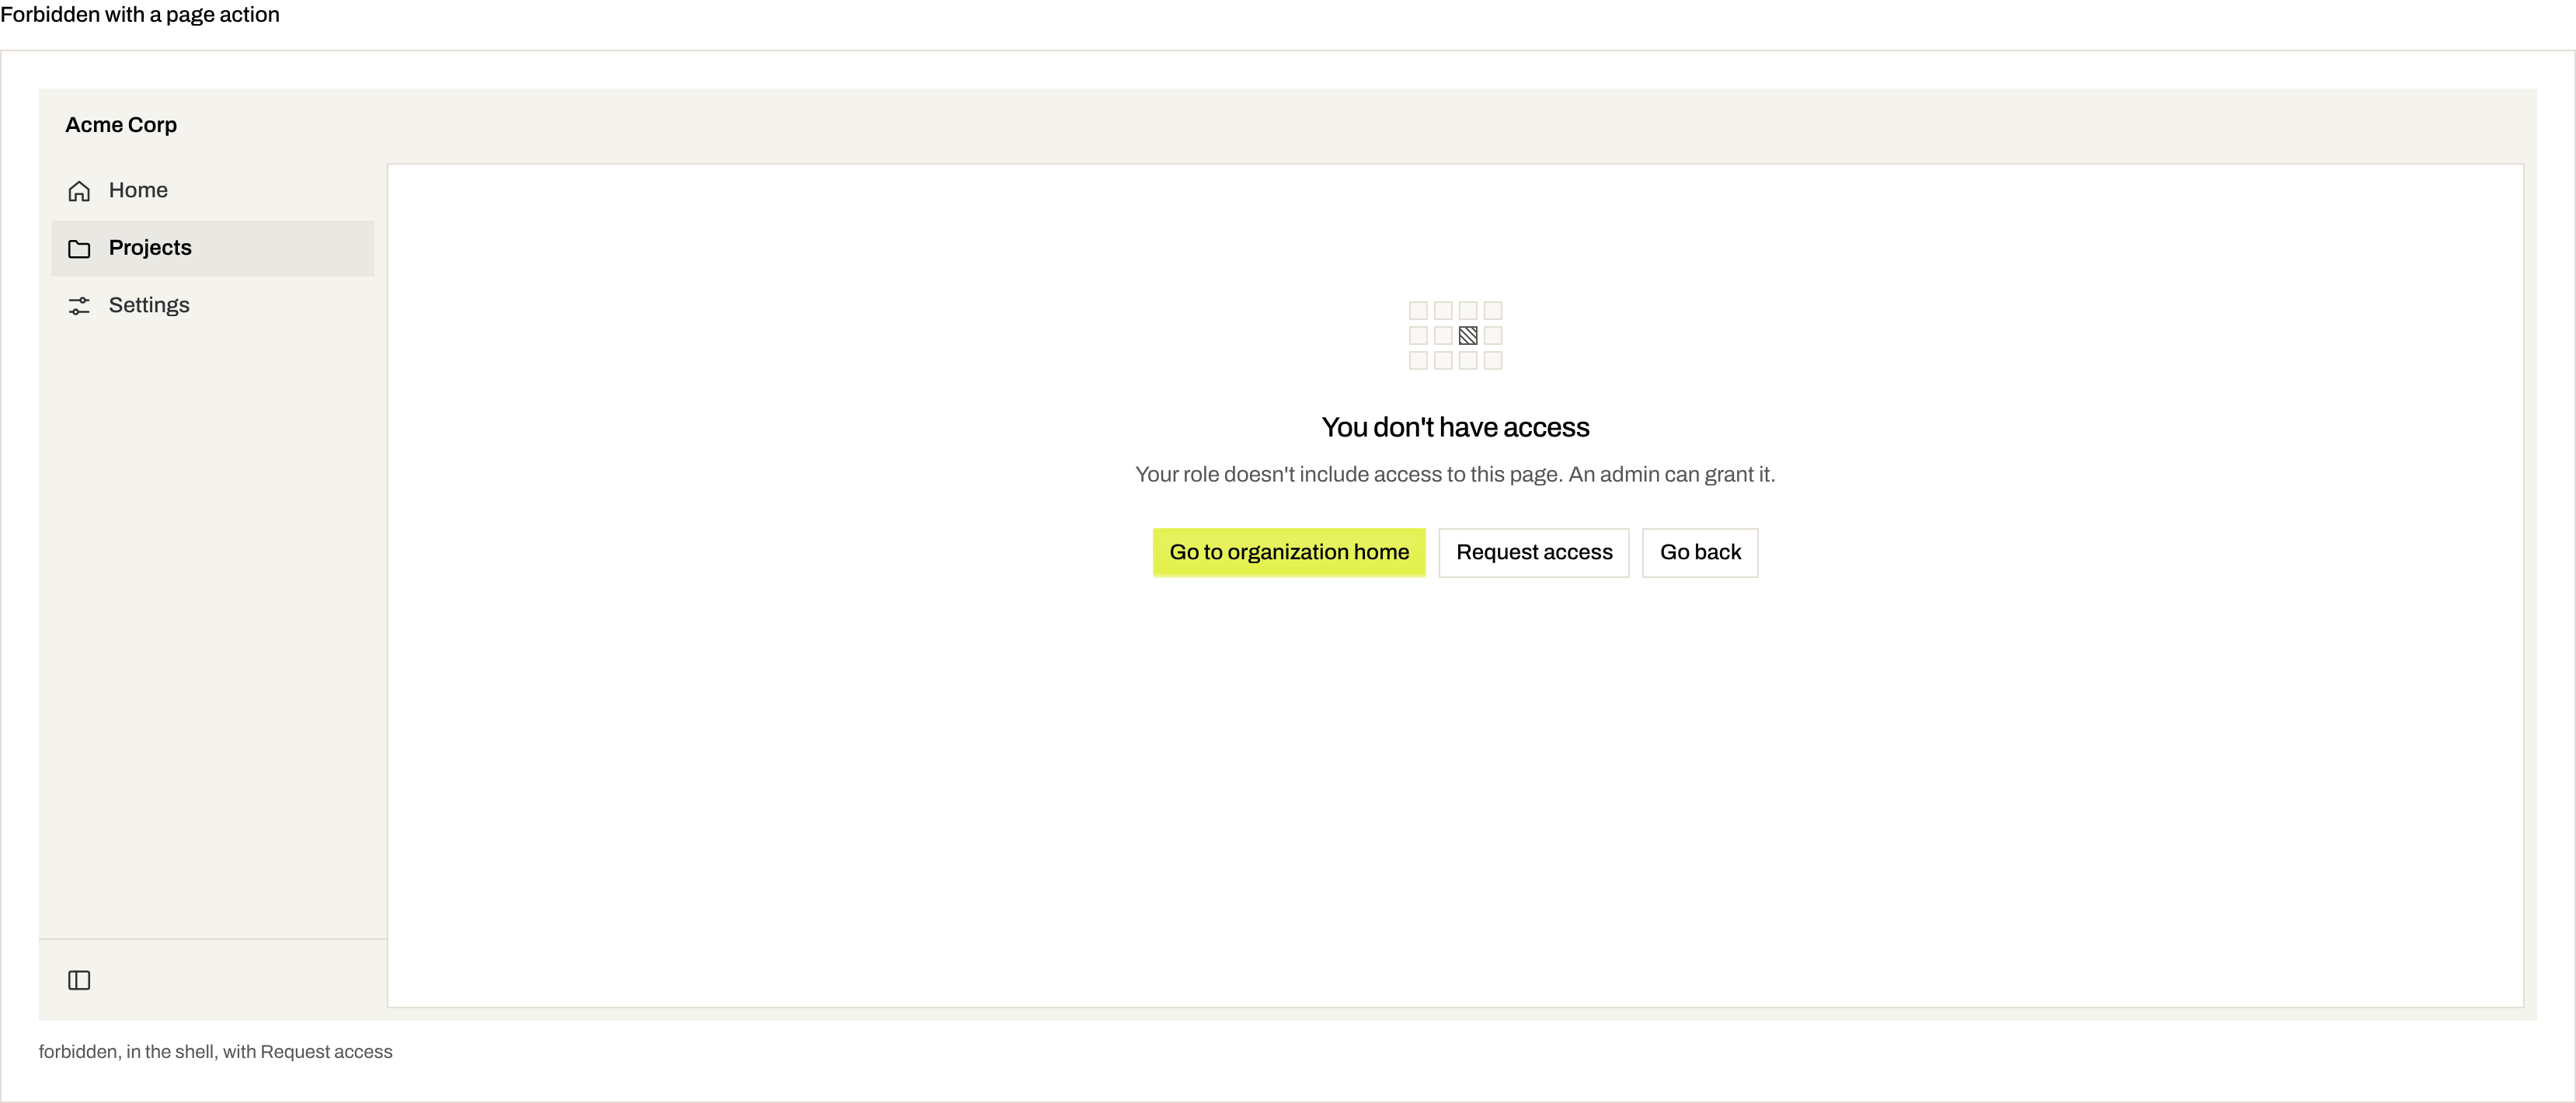 Forbidden with a page action
Acme Corp
Home
Projects
Settings
You don't have access
Your role doesn't include access to this page. An admin can grant it.
Go to organization home
Request access
Go back
forbidden, in the shell, with Request access